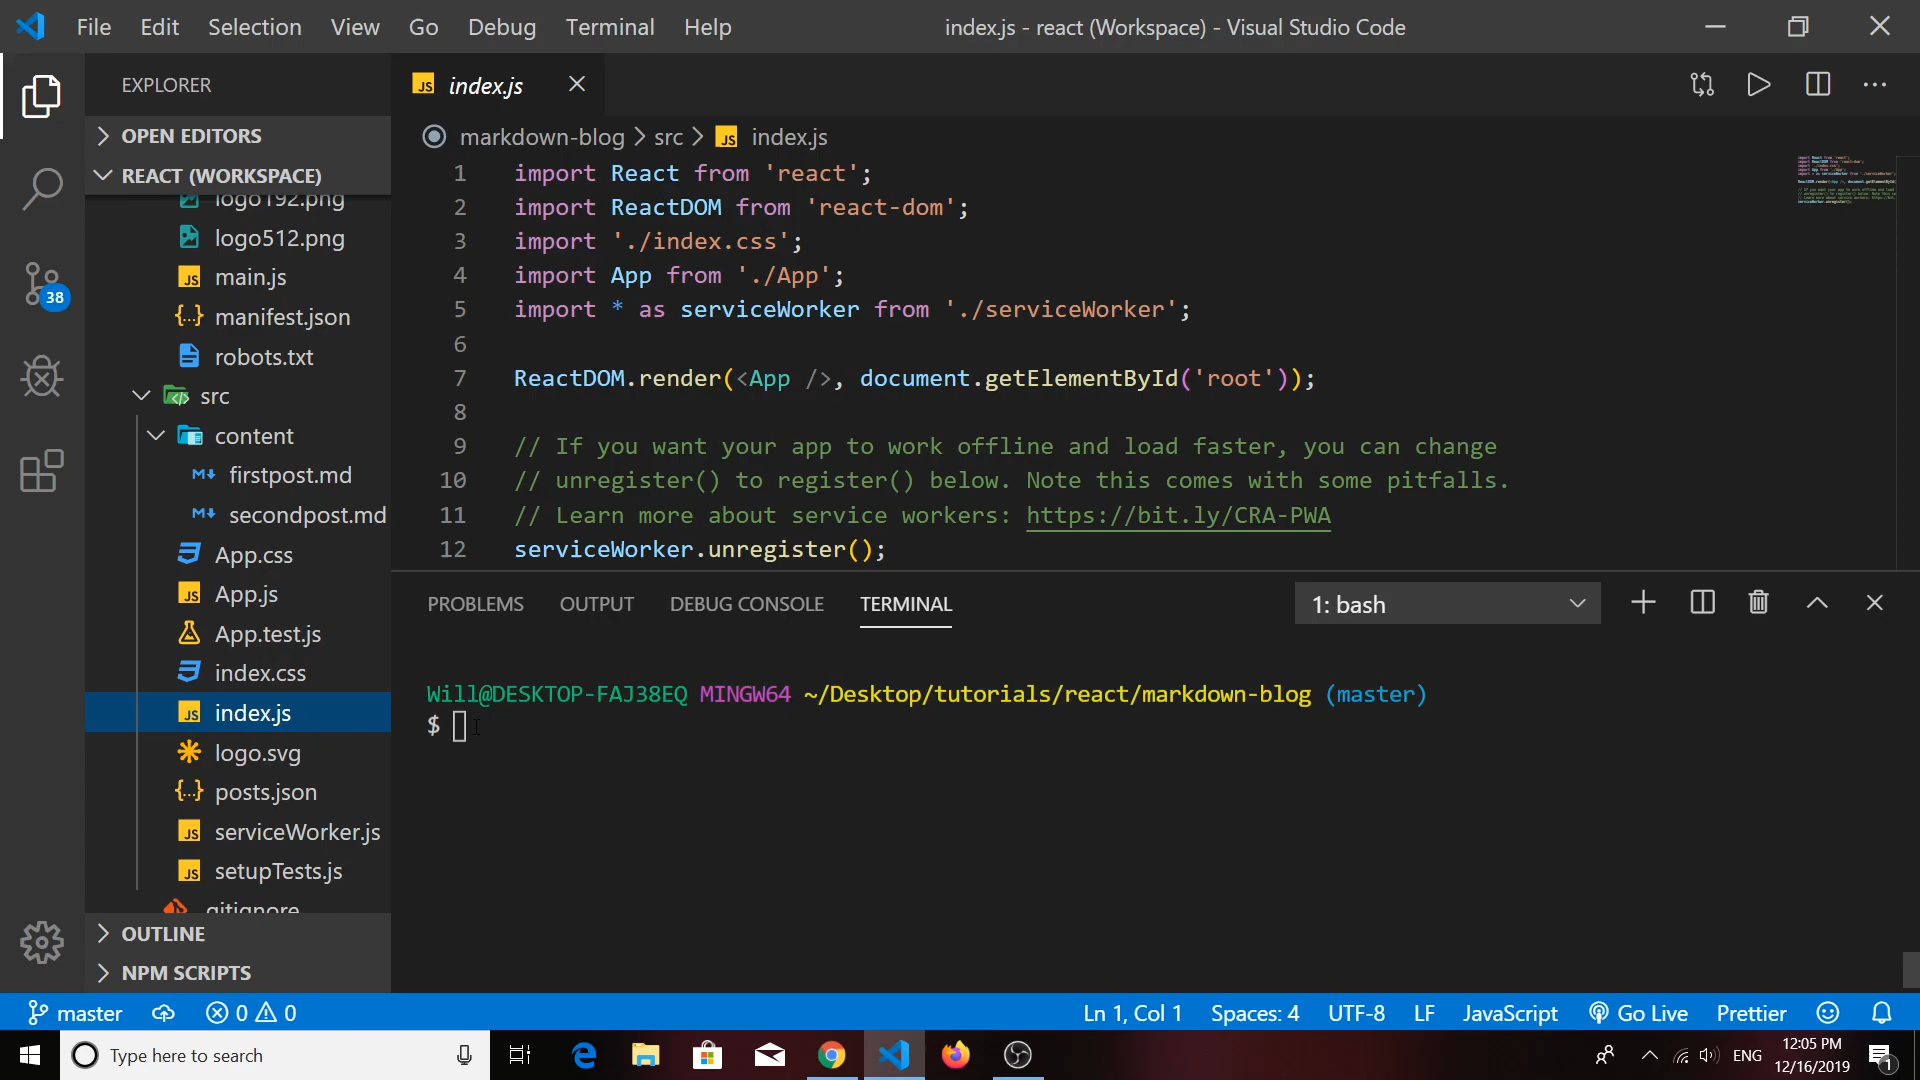 File Edit Selection View Go Debug Terminal Help
index.js - react (Workspace) - Visual Studio Code
EXPLORER
OPEN EDITORS
REACT (WORKSPACE)
logo192.png
logo512.png
main.js
manifest.json
robots.txt
src
content
firstpost.md
secondpost.md
App.css
App.js
App.test.js
index.css
index.js
logo.svg
posts.json
serviceWorker.js
setupTests.js
.gitignore
OUTLINE
NPM SCRIPTS
38
JS index.js
markdown-blog > src > JS index.js
1 import React from 'react';
2 import ReactDOM from 'react-dom';
3 import './index.css';
4 import App from './App';
5 import * as serviceWorker from './serviceWorker';
6
7 ReactDOM.render(<App />, document.getElementById('root'));
8
9 // If you want your app to work offline and load faster, you can change
10 // unregister() to register() below. Note this comes with some pitfalls.
11 // Learn more about service workers: https://bit.ly/CRA-PWA
12 serviceWorker.unregister();
PROBLEMS OUTPUT DEBUG CONSOLE TERMINAL
1: bash
Will@DESKTOP-FAJ38EQ MINGW64 ~/Desktop/tutorials/react/markdown-blog (master)
$
master 0 0
Ln 1, Col 1 Spaces: 4 UTF-8 LF JavaScript Go Live Prettier
Type here to search
ENG
12:05 PM
12/16/2019
1